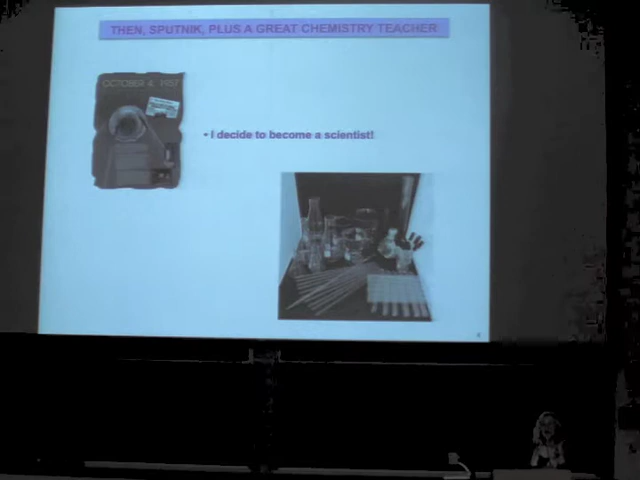 THEN, SPUTNIK, PLUS A GREAT CHEMISTRY TEACHER
OCTOBER 4, 1957
• I decide to become a scientist!